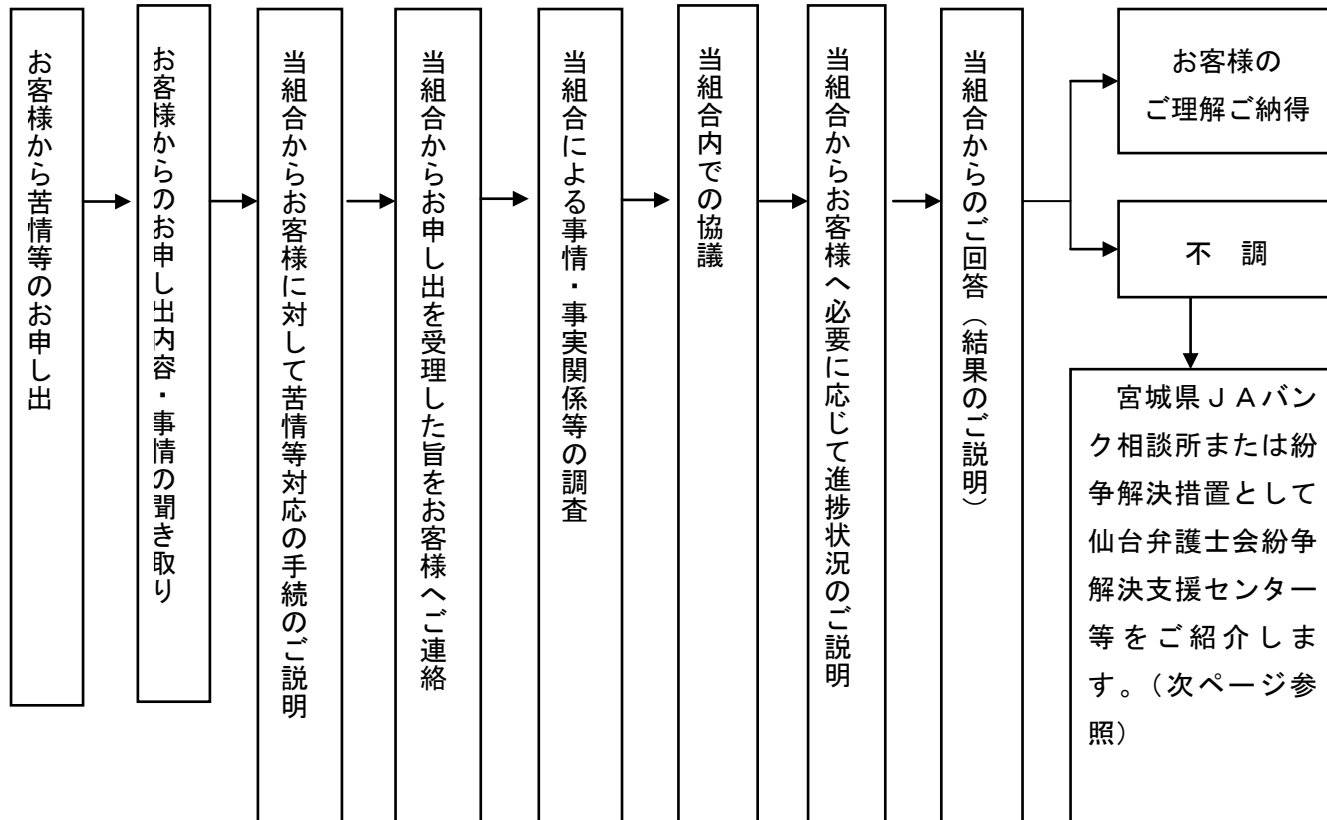 お客様から苦情等のお申し出
お客様からのお申し出内容・事情の聞き取り
当組合からお客様に対して苦情等対応の手続のご説明
当組合からお申し出を受理した旨をお客様へご連絡
当組合による事情・事実関係等の調査
当組合内での協議
当組合からお客様へ必要に応じて進捗状況のご説明
当組合からのご回答（結果のご説明）
お客様の
ご理解ご納得
不　調
宮城県ＪＡバン
ク相談所または紛
争解決措置として
仙台弁護士会紛争
解決支援センター
等をご紹介しま
す。（次ページ参
照）